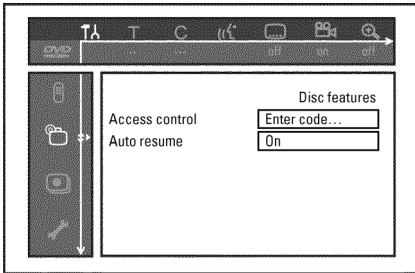 T C
DVD .. --- off on off
Disc features
Access control Enter code...
Auto resume On